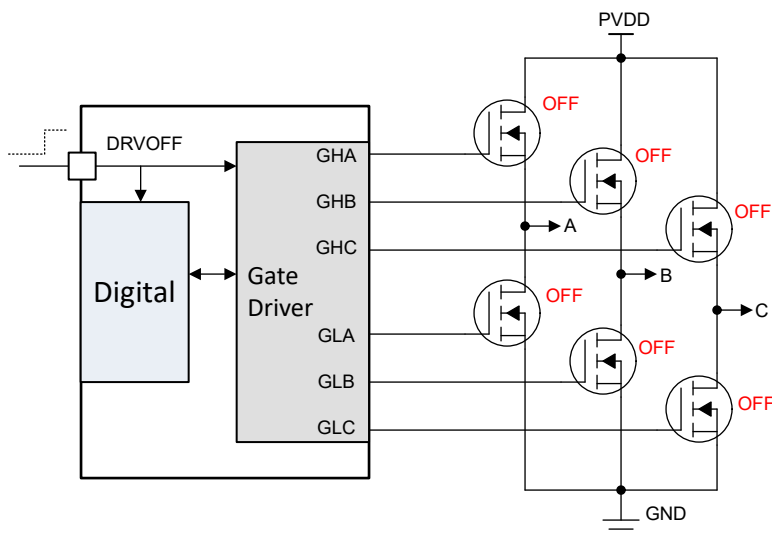 PVDD
OFF
DRVOFF
GHA
OFF
GHB
OFF
GHC
A
Digital
Gate
Driver
B
OFF
C
GLA
OFF
GLB
OFF
GLC
GND